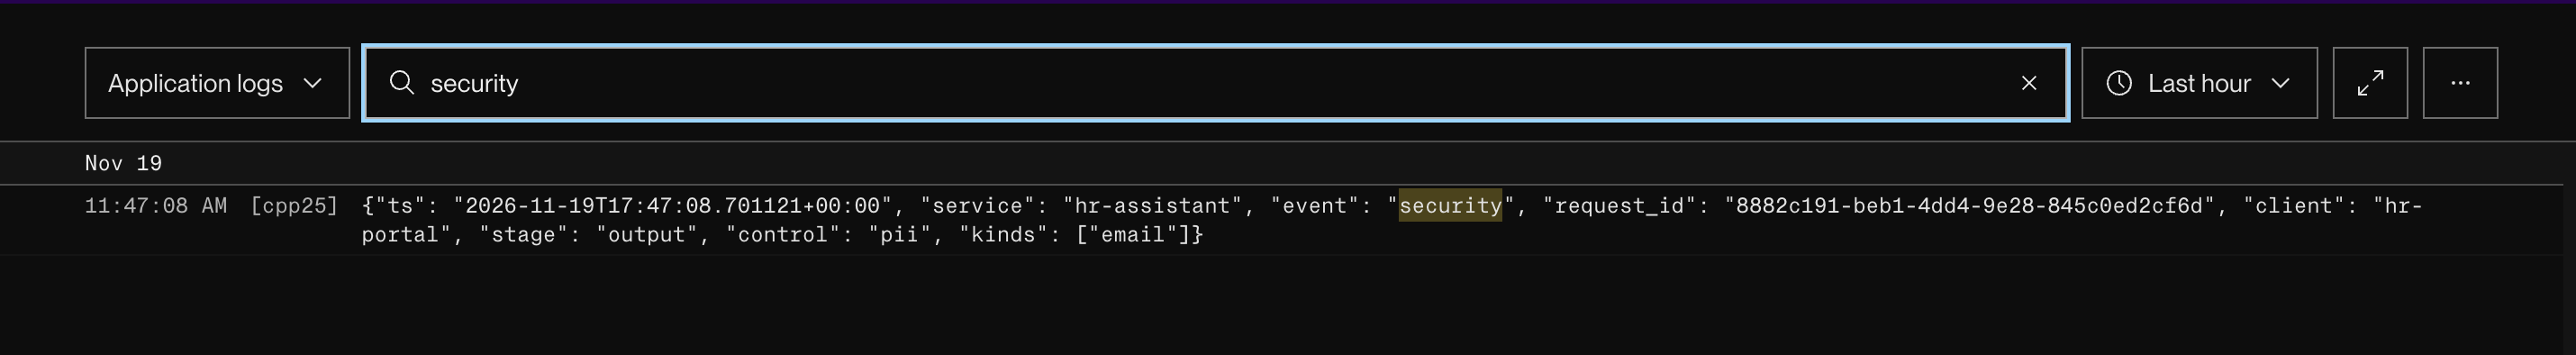 Application logs
security
Last hour
Nov 19
11:47:08 AM [cpp25] {"ts": "2026-11-19T17:47:08.701121+00:00", "service": "hr-assistant", "event": "security", "request_id": "8882c191-beb1-4dd4-9e28-845c0ed2cf6d", "client": "hr-
portal", "stage": "output", "control": "pii", "kinds": ["email"]}